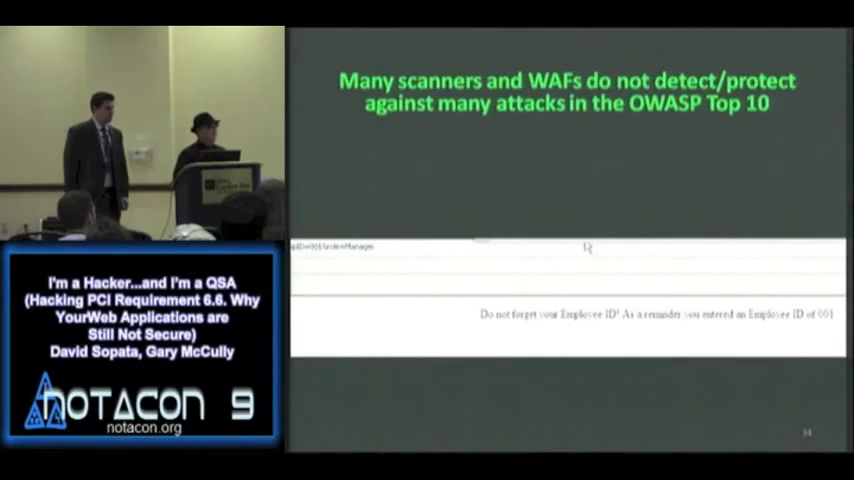 Many scanners and WAFs do not detect/protect
against many attacks in the OWASP Top 10
Do not forget your Employee ID! As a reminder you entered an Employee ID of 001
34
I'm a Hacker...and I'm a QSA
(Hacking PCI Requirement 6.6. Why
YourWeb Applications are
Still Not Secure)
David Sopata, Gary McCully
NOTACON 9
notacon.org